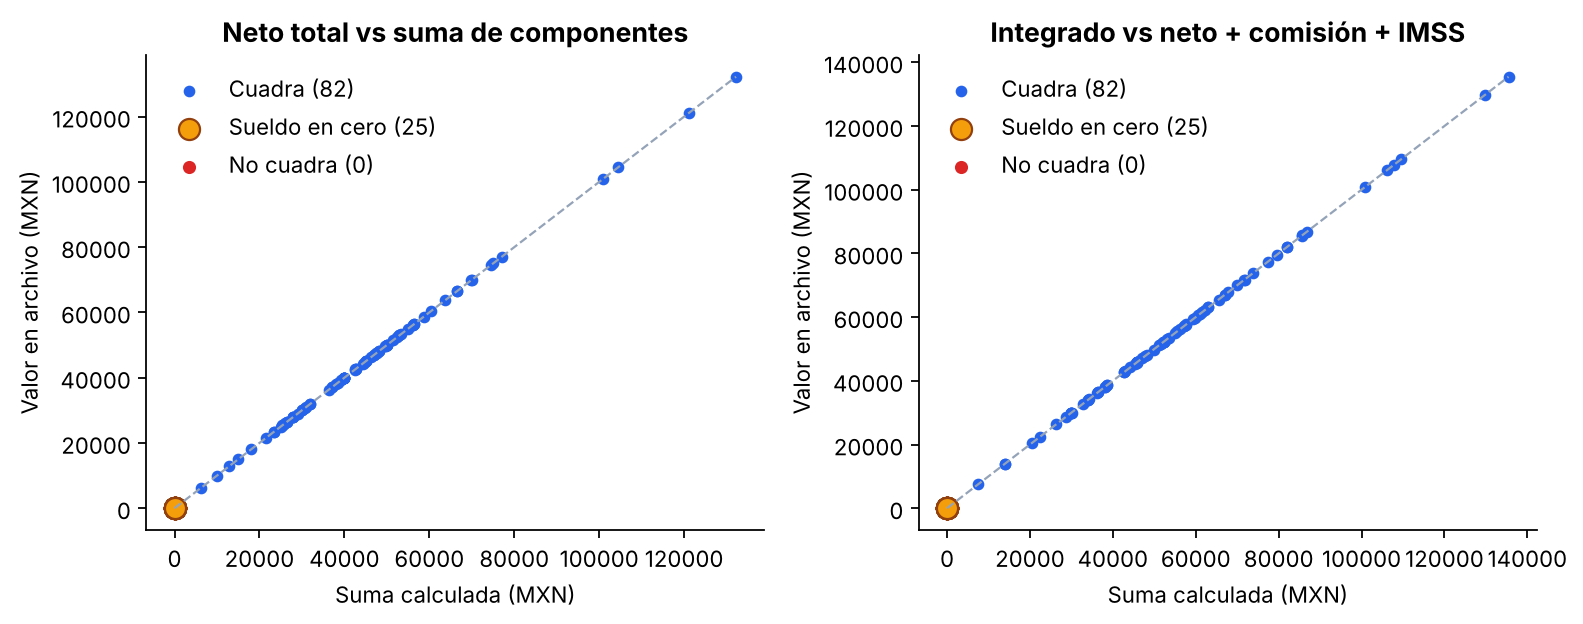 Neto total vs suma de componentes
Cuadra (82)
Sueldo en cero (25)
No cuadra (0)
Valor en archivo (MXN)
120000
100000
80000
60000
40000
20000
0
0 20000 40000 60000 80000 100000 120000
Suma calculada (MXN)
Integrado vs neto + comisión + IMSS
Cuadra (82)
Sueldo en cero (25)
No cuadra (0)
Valor en archivo (MXN)
140000
120000
100000
80000
60000
40000
20000
0
0 20000 40000 60000 80000 100000 120000 140000
Suma calculada (MXN)